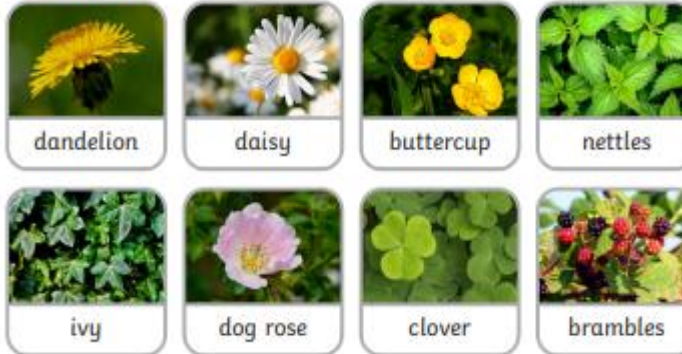 dandelion daisy buttercup nettles
ivy dog rose clover brambles